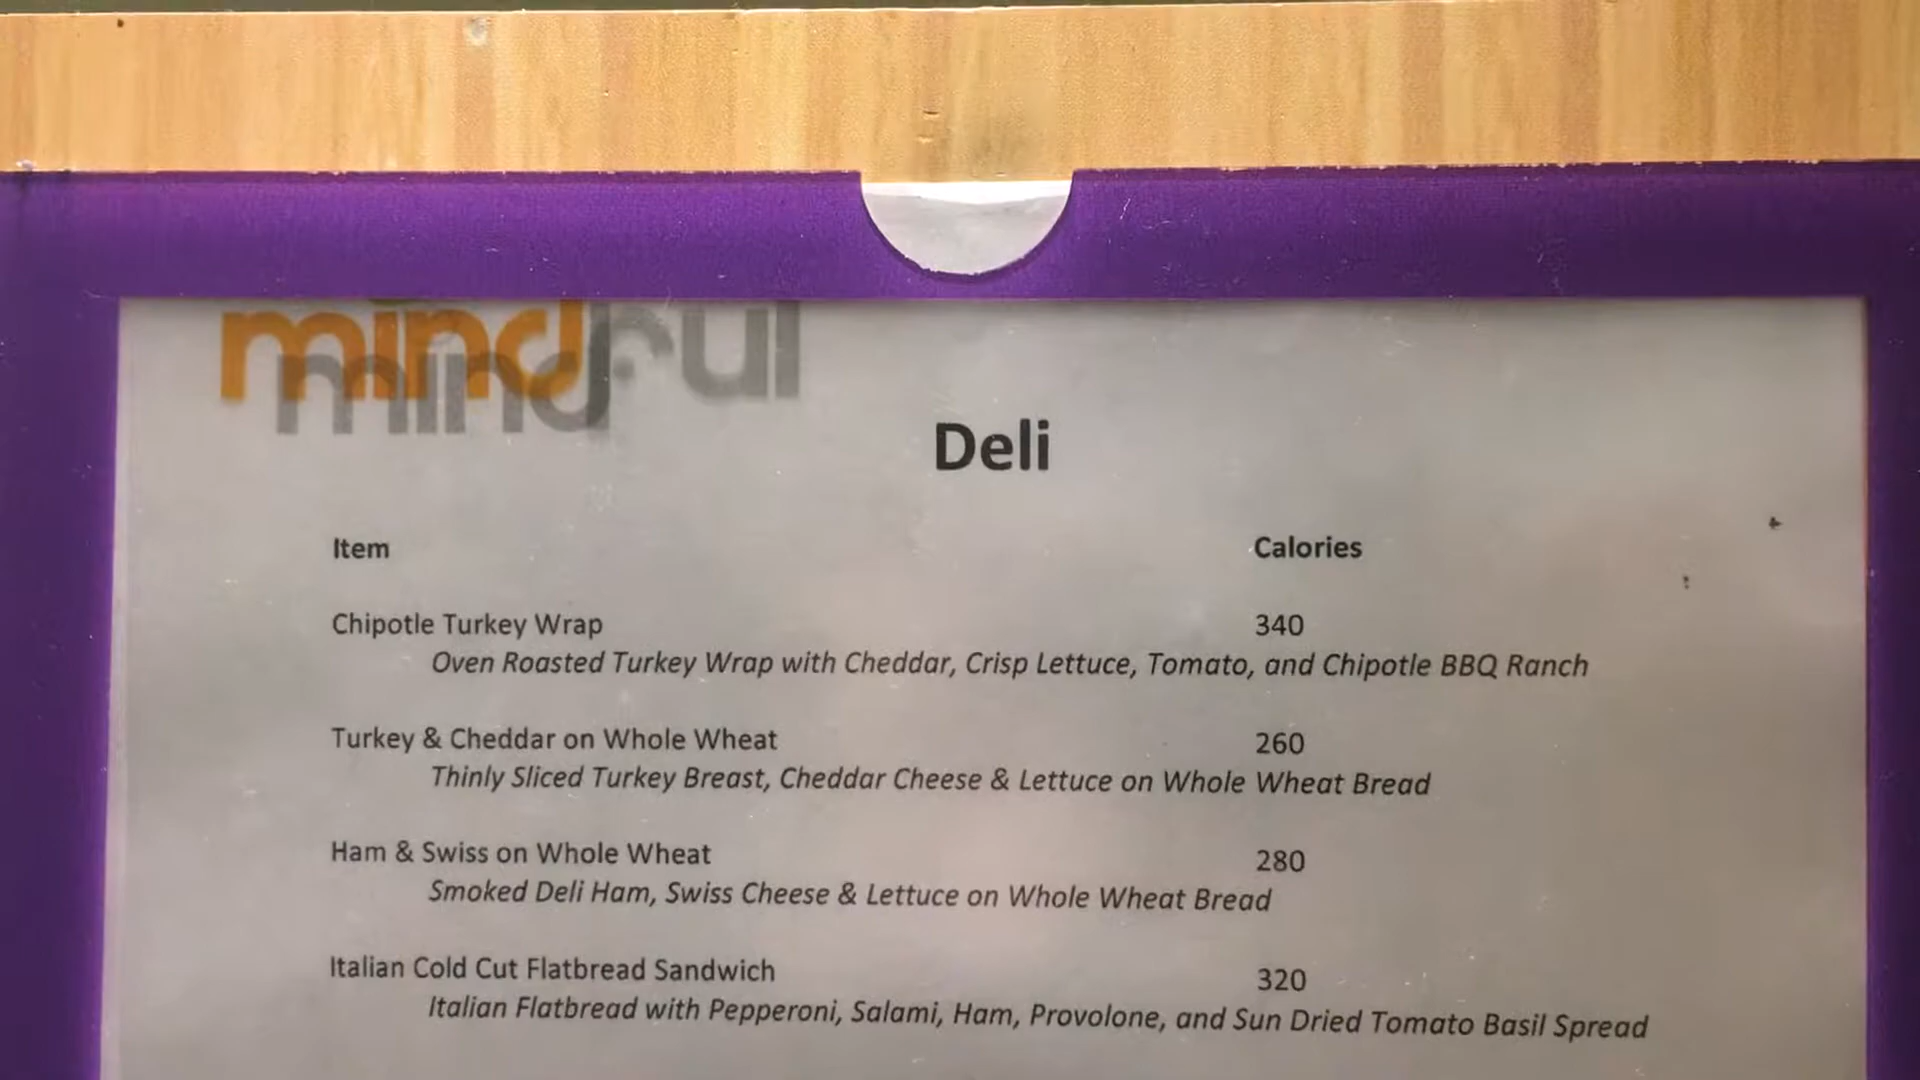 mindful
mind
Deli
Item Calories
Chipotle Turkey Wrap 340
Oven Roasted Turkey Wrap with Cheddar, Crisp Lettuce, Tomato, and Chipotle BBQ Ranch
Turkey & Cheddar on Whole Wheat 260
Thinly Sliced Turkey Breast, Cheddar Cheese & Lettuce on Whole Wheat Bread
Ham & Swiss on Whole Wheat 280
Smoked Deli Ham, Swiss Cheese & Lettuce on Whole Wheat Bread
Italian Cold Cut Flatbread Sandwich 320
Italian Flatbread with Pepperoni, Salami, Ham, Provolone, and Sun Dried Tomato Basil Spread